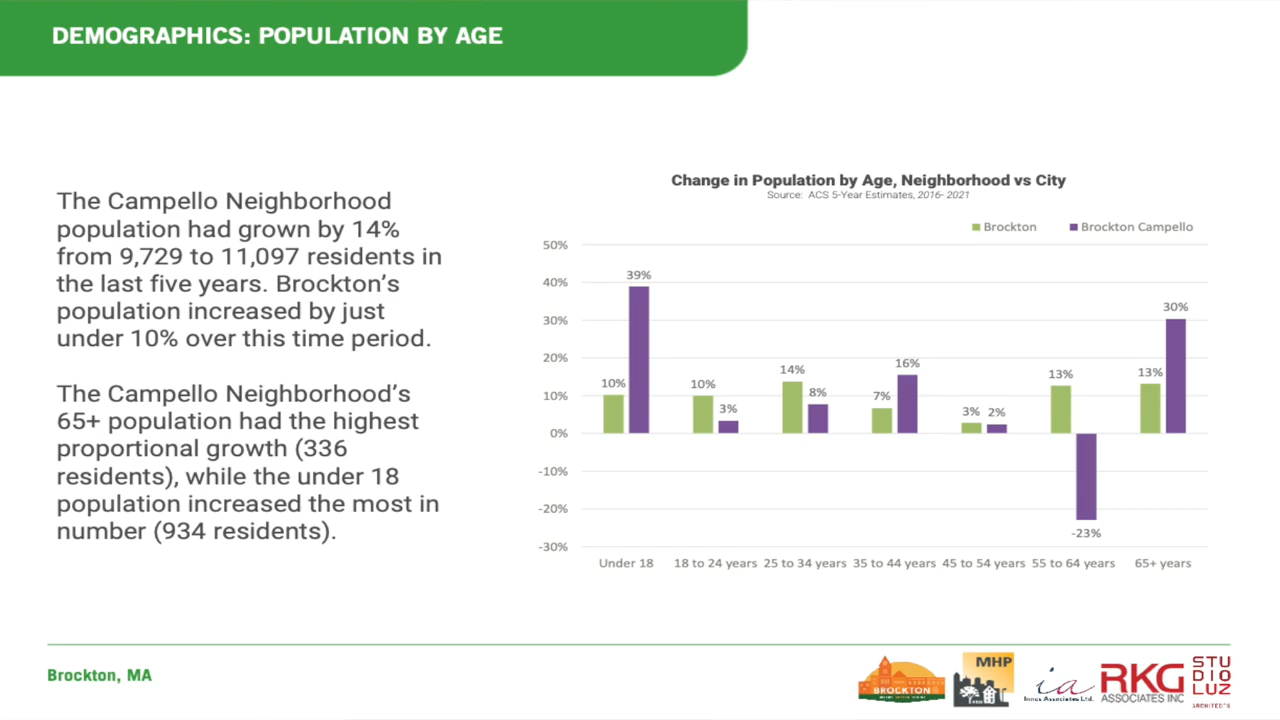 DEMOGRAPHICS: POPULATION BY AGE
The Campello Neighborhood
population had grown by 14%
from 9,729 to 11,097 residents in
the last five years. Brockton's
population increased by just
under 10% over this time period.
The Campello Neighborhood's
65+ population had the highest
proportional growth (336
residents), while the under 18
population increased the most in
number (934 residents).
Change in Population by Age, Neighborhood vs City
Source: ACS 5-Year Estimates, 2016- 2021
Brockton
Brockton Campello
50%
40%
30%
20%
10%
0%
-10%
-20%
-30%
10%
39%
10%
3%
14%
8%
7%
16%
3%
2%
13%
-23%
13%
30%
Under 18
18 to 24 years
25 to 34 years
35 to 44 years
45 to 54 years
55 to 64 years
65+ years
Brockton, MA
BROCKTON
MHP
ia
Innes Associates Ltd.
RKG
ASSOCIATES INC
STU
DIO
LUZ
ARCHITECTS